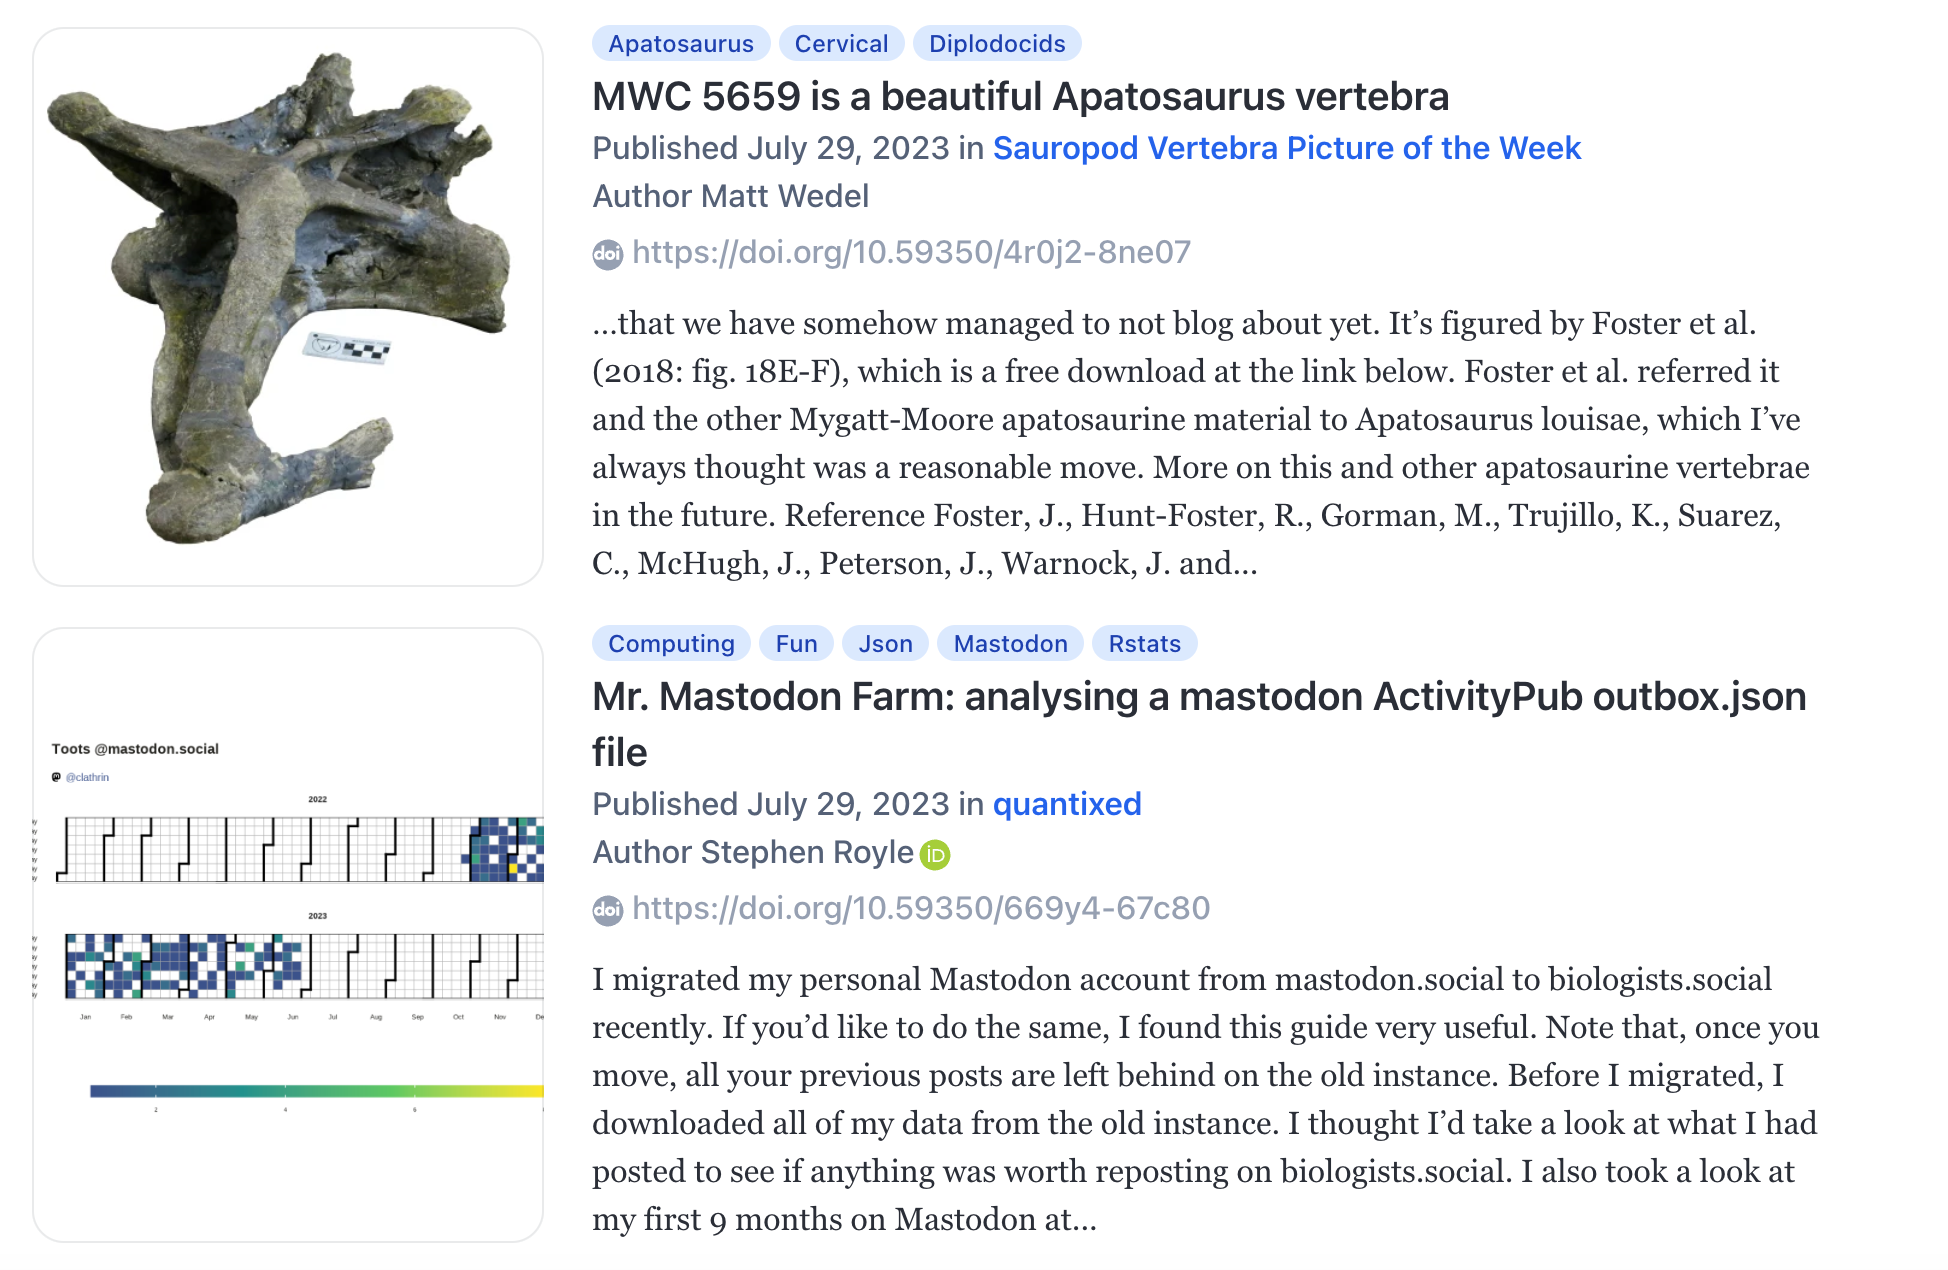 Apatosaurus Cervical Diplodocids
MWC 5659 is a beautiful Apatosaurus vertebra
Published July 29, 2023 in Sauropod Vertebra Picture of the Week
Author Matt Wedel
doi https://doi.org/10.59350/4r0j2-8ne07
...that we have somehow managed to not blog about yet. It’s figured by Foster et al.
(2018: fig. 18E-F), which is a free download at the link below. Foster et al. referred it
and the other Mygatt-Moore apatosaurine material to Apatosaurus louisae, which I’ve
always thought was a reasonable move. More on this and other apatosaurine vertebrae
in the future. Reference Foster, J., Hunt-Foster, R., Gorman, M., Trujillo, K., Suarez,
C., McHugh, J., Peterson, J., Warnock, J. and...
Toots @mastodon.social
@clathrin
2022
2023
Jan Feb Mar Apr May Jun Jul Aug Sep Oct Nov De
2 4 6
Computing Fun Json Mastodon Rstats
Mr. Mastodon Farm: analysing a mastodon ActivityPub outbox.json
file
Published July 29, 2023 in quantixed
Author Stephen Royle iD
doi https://doi.org/10.59350/669y4-67c80
I migrated my personal Mastodon account from mastodon.social to biologists.social
recently. If you’d like to do the same, I found this guide very useful. Note that, once you
move, all your previous posts are left behind on the old instance. Before I migrated, I
downloaded all of my data from the old instance. I thought I’d take a look at what I had
posted to see if anything was worth reposting on biologists.social. I also took a look at
my first 9 months on Mastodon at...